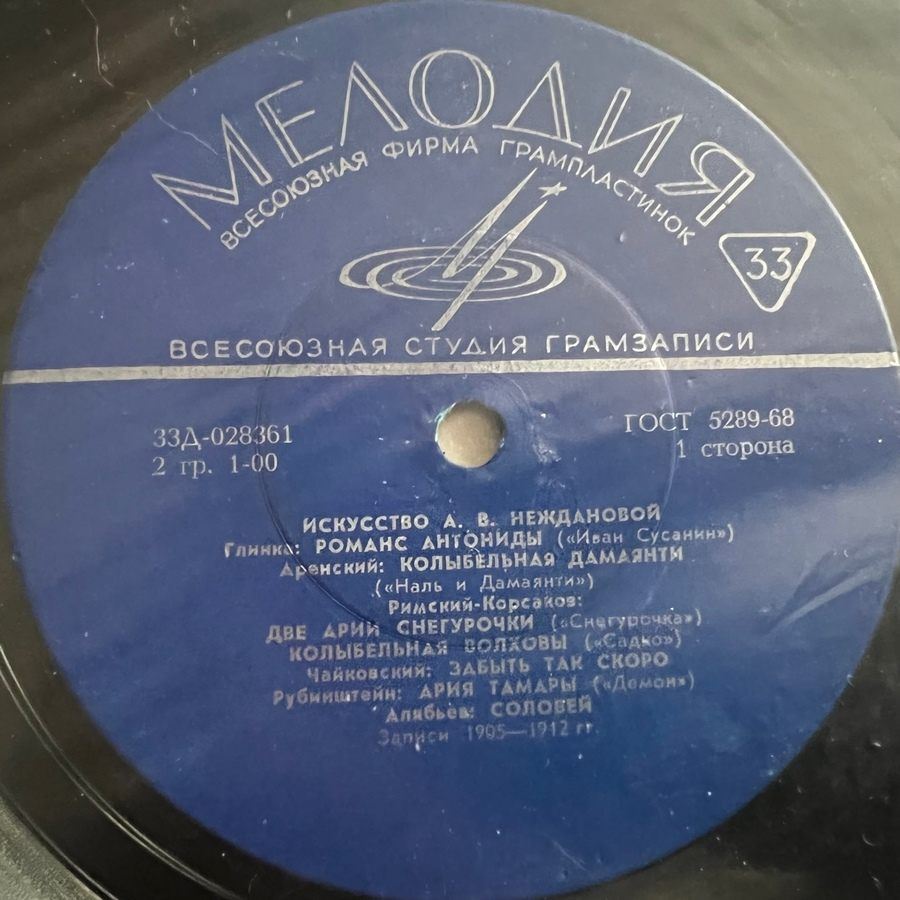 МЕЛОДИЯ
ВСЕСОЮЗНАЯ ФИРМА ГРАМПЛАСТИНОК
33
ВСЕСОЮЗНАЯ СТУДИЯ ГРАМЗАПИСИ
33Д-028361
2 гр. 1-00
ГОСТ 5289-68
1 сторона
ИСКУССТВО А. В. НЕЖДАНОВОЙ
Глинка: РОМАНС АНТОНИДЫ («Иван Сусанин»)
Аренский: КОЛЫБЕЛЬНАЯ ДАМАЯНТИ
(«Наль и Дамаянти»)
Римский-Корсаков:
ДВЕ АРИИ СНЕГУРОЧКИ («Снегурочка»)
КОЛЫБЕЛЬНАЯ ВОЛХОВЫ («Садко»)
Чайковский: ЗАБЫТЬ ТАК СКОРО
Рубинштейн: АРИЯ ТАМАРЫ («Демон»)
Алябьев: СОЛОВЕЙ
Записи 1905—1912 гг.